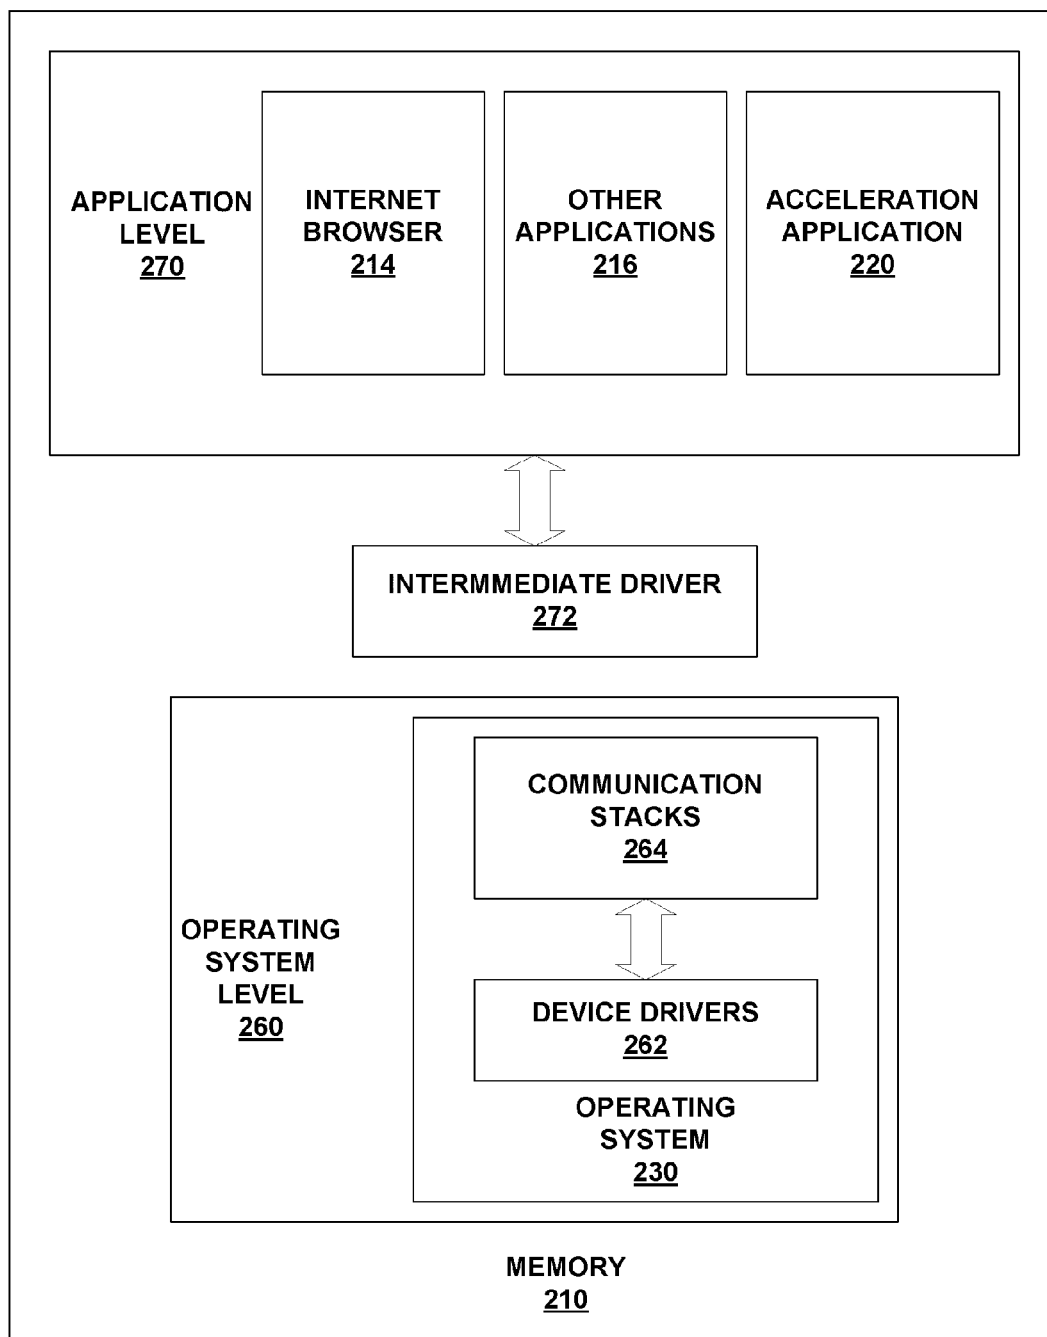 APPLICATION
LEVEL
270
INTERNET
BROWSER
214
OTHER
APPLICATIONS
216
ACCELERATION
APPLICATION
220
INTERMMEDIATE DRIVER
272
OPERATING
SYSTEM
LEVEL
260
COMMUNICATION
STACKS
264
DEVICE DRIVERS
262
OPERATING
SYSTEM
230
MEMORY
210